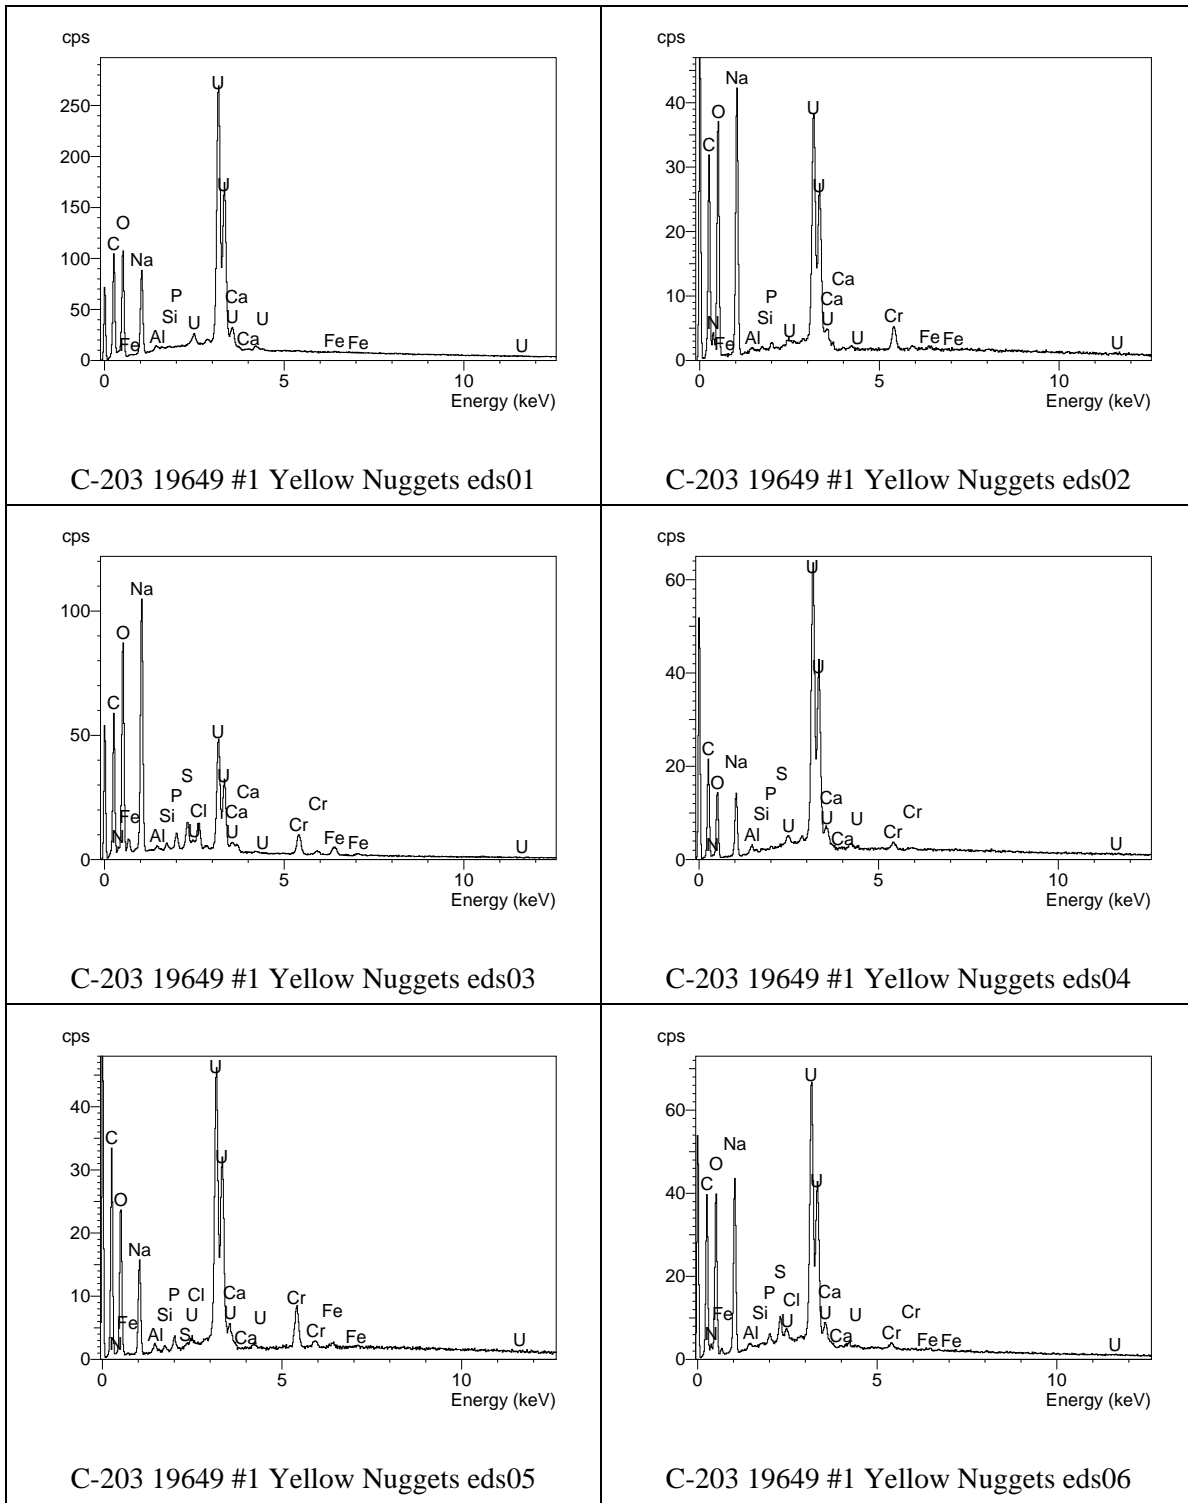 cps
250
200
150
100
50
0
U
U
O
C
Na
P
Si
Al
Fe
U
Ca
U
U
Ca
Fe Fe
U
0 5 10
Energy (keV)
C-203 19649 #1 Yellow Nuggets eds01
cps
40
30
20
10
0
Na
O
C
U
U
N
Fe
P
Si
Al
U
Ca
Ca
U
U
Cr
Fe Fe
U
0 5 10
Energy (keV)
C-203 19649 #1 Yellow Nuggets eds02
cps
100
50
0
Na
O
C
N
Fe
Al
Si
P
S
U
Cl
U
U
Ca
Ca
U
U
Cr
Cr
Fe Fe
U
0 5 10
Energy (keV)
C-203 19649 #1 Yellow Nuggets eds03
cps
60
40
20
0
U
U
C
O
N
Na
S
P
Si
Al
U
Ca
U
U
Ca
Cr
Cr
U
0 5 10
Energy (keV)
C-203 19649 #1 Yellow Nuggets eds04
cps
40
30
20
10
0
U
U
C
O
Na
N
Fe
P
Si
Al
S
Cl
U
Ca
U
U
Ca
Cr
Cr
Fe
Fe
U
0 5 10
Energy (keV)
C-203 19649 #1 Yellow Nuggets eds05
cps
60
40
20
0
U
U
Na
O
C
N
Fe
S
P
Si
Al
Cl
U
Ca
U
U
Ca
Cr
Cr
Fe Fe
U
0 5 10
Energy (keV)
C-203 19649 #1 Yellow Nuggets eds06